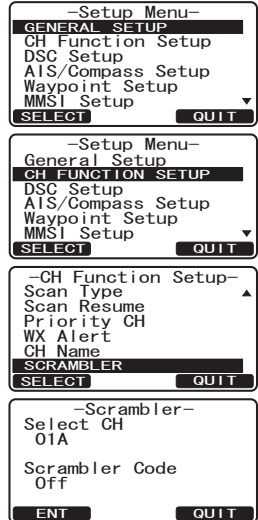 –Setup Menu–
GENERAL SETUP
CH Function Setup
DSC Setup
AIS/Compass Setup
Waypoint Setup
MMSI Setup ▼
SELECT QUIT
–Setup Menu–
General Setup
CH FUNCTION SETUP
DSC Setup
AIS/Compass Setup
Waypoint Setup
MMSI Setup ▼
SELECT QUIT
–CH Function Setup–
Scan Type ▲
Scan Resume
Priority CH
WX Alert
CH Name
SCRAMBLER
SELECT QUIT
–Scrambler–
Select CH
01A
Scrambler Code
Off
ENT QUIT